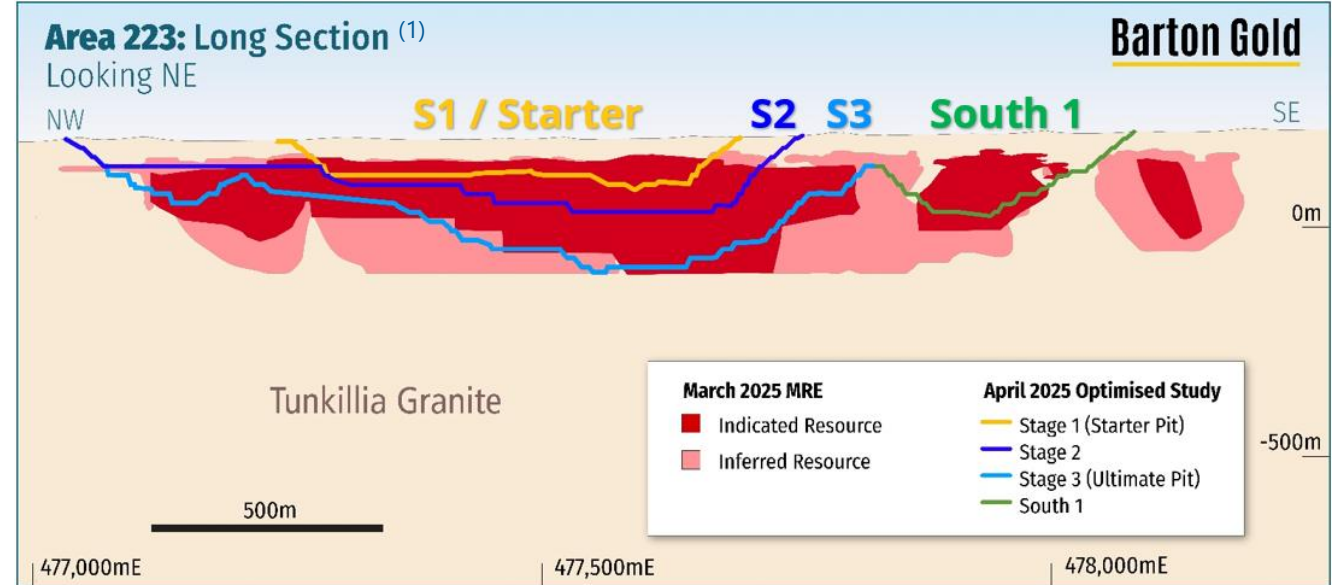 Area 223: Long Section (1)
Barton Gold
Looking NE
NW
S1 / Starter
S2
S3
South 1
SE
0m
Tunkillia Granite
March 2025 MRE
Indicated Resource
Inferred Resource
April 2025 Optimised Study
Stage 1 (Starter Pit)
Stage 2
Stage 3 (Ultimate Pit)
South 1
-500m
500m
477,000mE
477,500mE
478,000mE